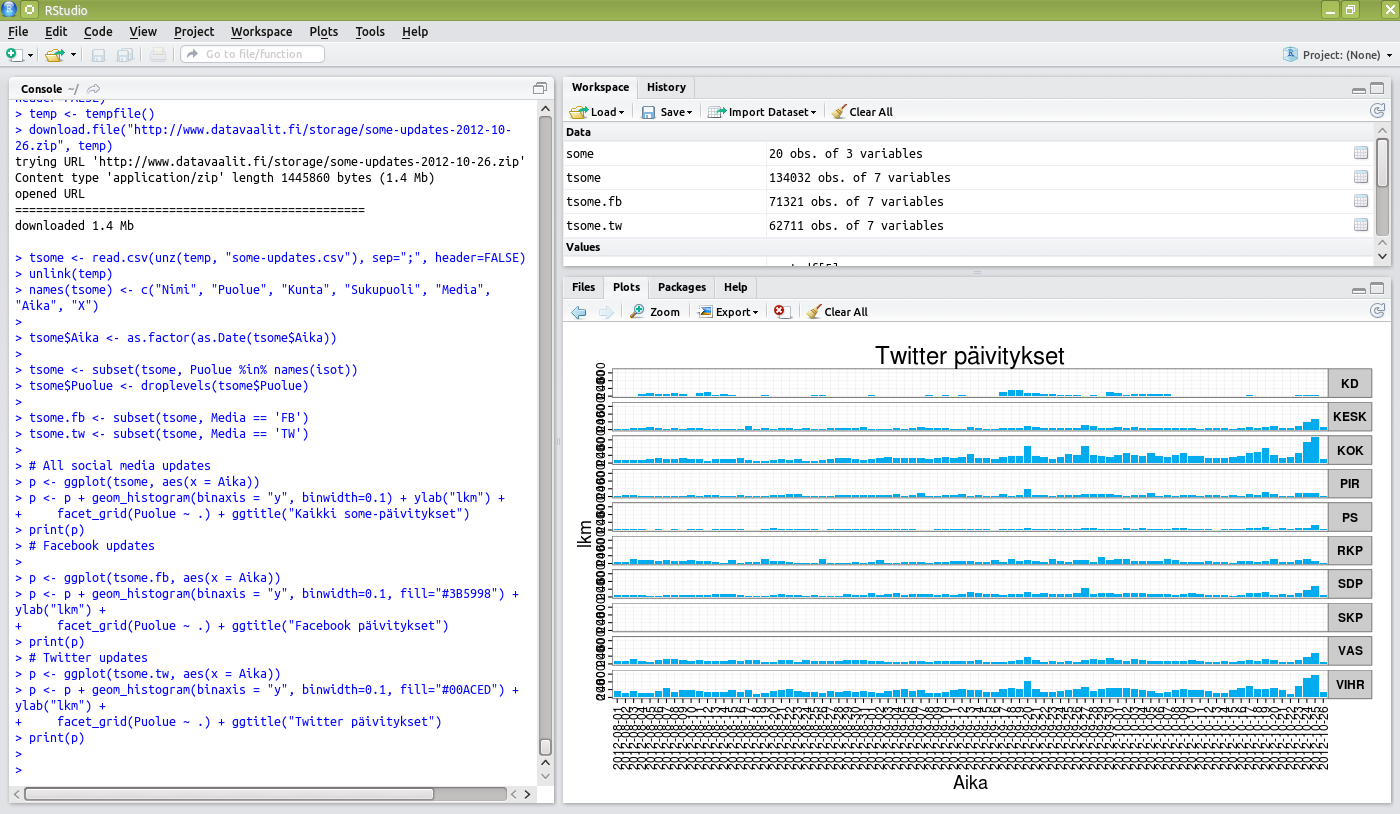 RStudio
File Edit Code View Project Workspace Plots Tools Help
Go to file/function
Project: (None)
Console ~/
header=FALSE)
> temp <- tempfile()
> download.file("http://www.datavaalit.fi/storage/some-updates-2012-10-
26.zip", temp)
trying URL 'http://www.datavaalit.fi/storage/some-updates-2012-10-26.zip'
Content type 'application/zip' length 1445860 bytes (1.4 Mb)
opened URL
==================================================
downloaded 1.4 Mb
> tsome <- read.csv(unz(temp, "some-updates.csv"), sep=";", header=FALSE)
> unlink(temp)
> names(tsome) <- c("Nimi", "Puolue", "Kunta", "Sukupuoli", "Media",
"Aika", "X")
>
> tsome$Aika <- as.factor(as.Date(tsome$Aika))
>
> tsome <- subset(tsome, Puolue %in% names(isot))
> tsome$Puolue <- droplevels(tsome$Puolue)
>
> tsome.fb <- subset(tsome, Media == 'FB')
> tsome.tw <- subset(tsome, Media == 'TW')
>
> # All social media updates
> p <- ggplot(tsome, aes(x = Aika))
> p <- p + geom_histogram(binaxis = "y", binwidth=0.1) + ylab("lkm") +
+     facet_grid(Puolue ~ .) + ggtitle("Kaikki some-päivitykset")
> print(p)
> # Facebook updates
>
> p <- ggplot(tsome.fb, aes(x = Aika))
> p <- p + geom_histogram(binaxis = "y", binwidth=0.1, fill="#3B5998") +
ylab("lkm") +
+     facet_grid(Puolue ~ .) + ggtitle("Facebook päivitykset")
> print(p)
> # Twitter updates
> p <- ggplot(tsome.tw, aes(x = Aika))
> p <- p + geom_histogram(binaxis = "y", binwidth=0.1, fill="#00ACED") +
ylab("lkm") +
+     facet_grid(Puolue ~ .) + ggtitle("Twitter päivitykset")
> print(p)
>
>
Workspace History
Load Save Import Dataset Clear All
Data
some 20 obs. of 3 variables
tsome 134032 obs. of 7 variables
tsome.fb 71321 obs. of 7 variables
tsome.tw 62711 obs. of 7 variables
Values
Files Plots Packages Help
Zoom Export Clear All
Twitter päivitykset
KD
KESK
KOK
PIR
PS
RKP
SDP
SKP
VAS
VIHR
lkm
Aika